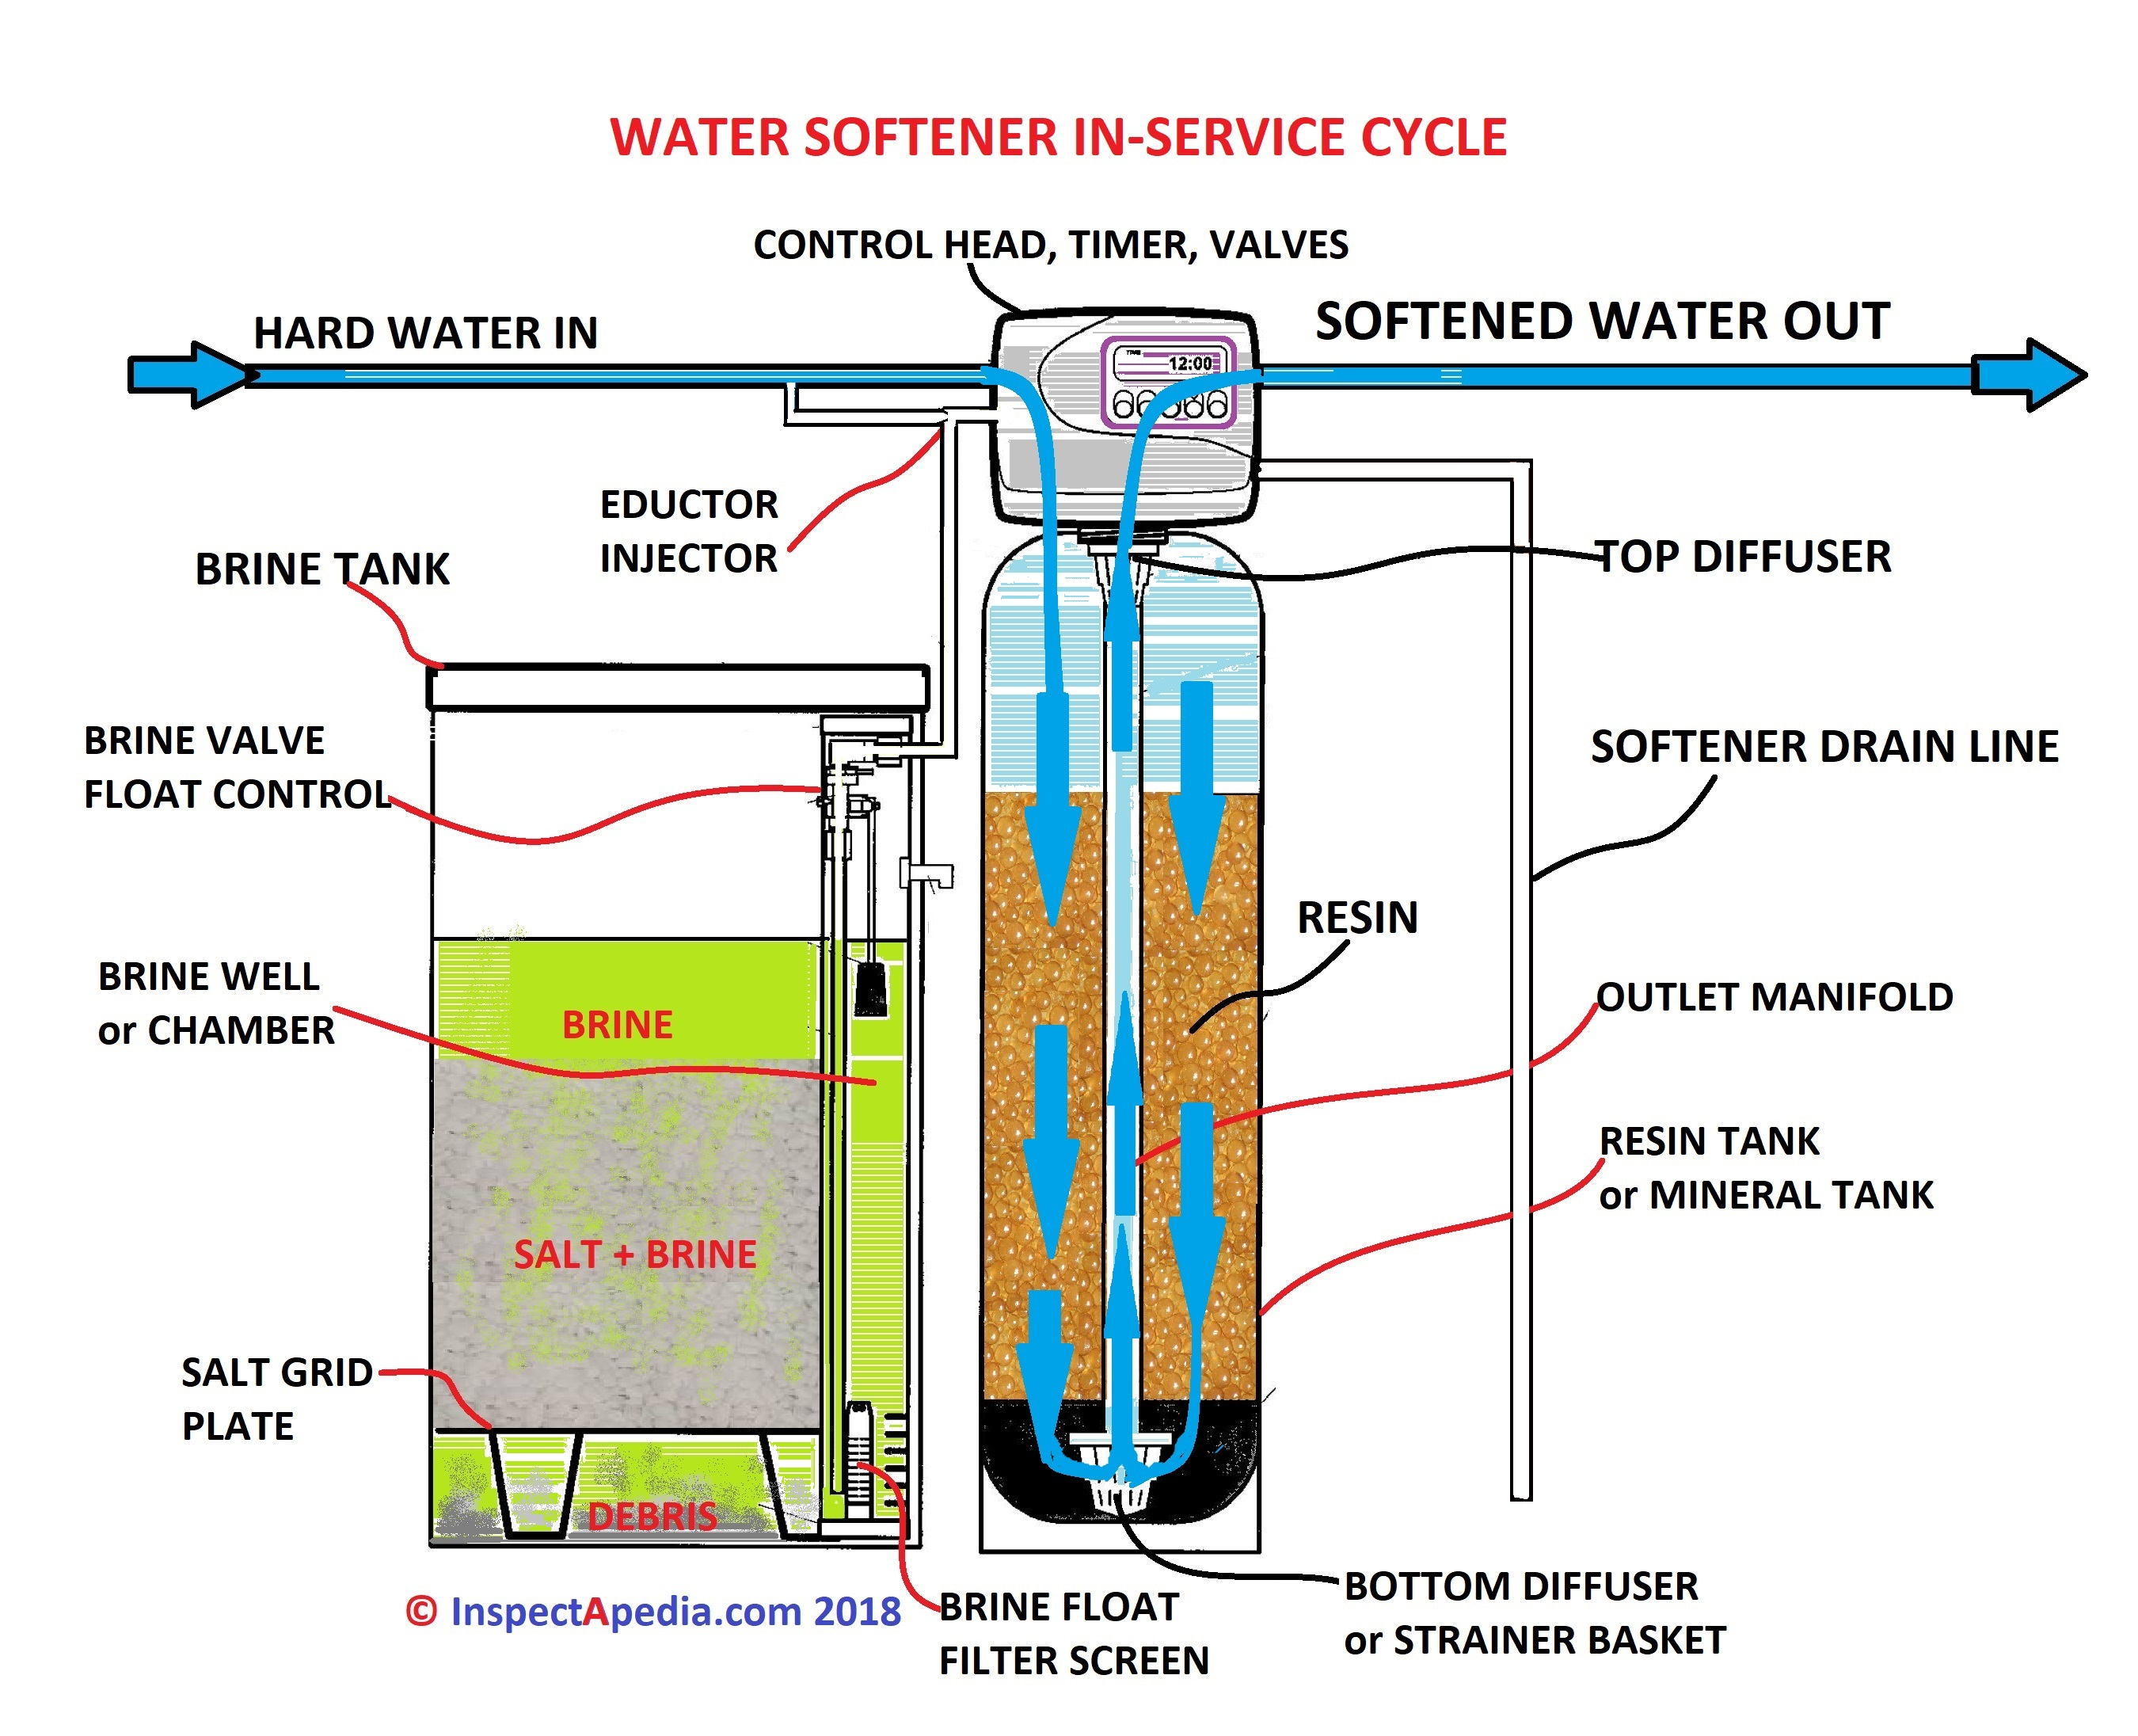 WATER SOFTENER IN-SERVICE CYCLE
CONTROL HEAD, TIMER, VALVES
HARD WATER IN
SOFTENED WATER OUT
12:00
EDUCTOR
INJECTOR
BRINE TANK
TOP DIFFUSER
BRINE VALVE
FLOAT CONTROL
SOFTENER DRAIN LINE
RESIN
BRINE WELL
or CHAMBER
BRINE
OUTLET MANIFOLD
RESIN TANK
or MINERAL TANK
SALT + BRINE
SALT GRID
PLATE
DEBRIS
© InspectApedia.com 2018
BRINE FLOAT
FILTER SCREEN
BOTTOM DIFFUSER
or STRAINER BASKET